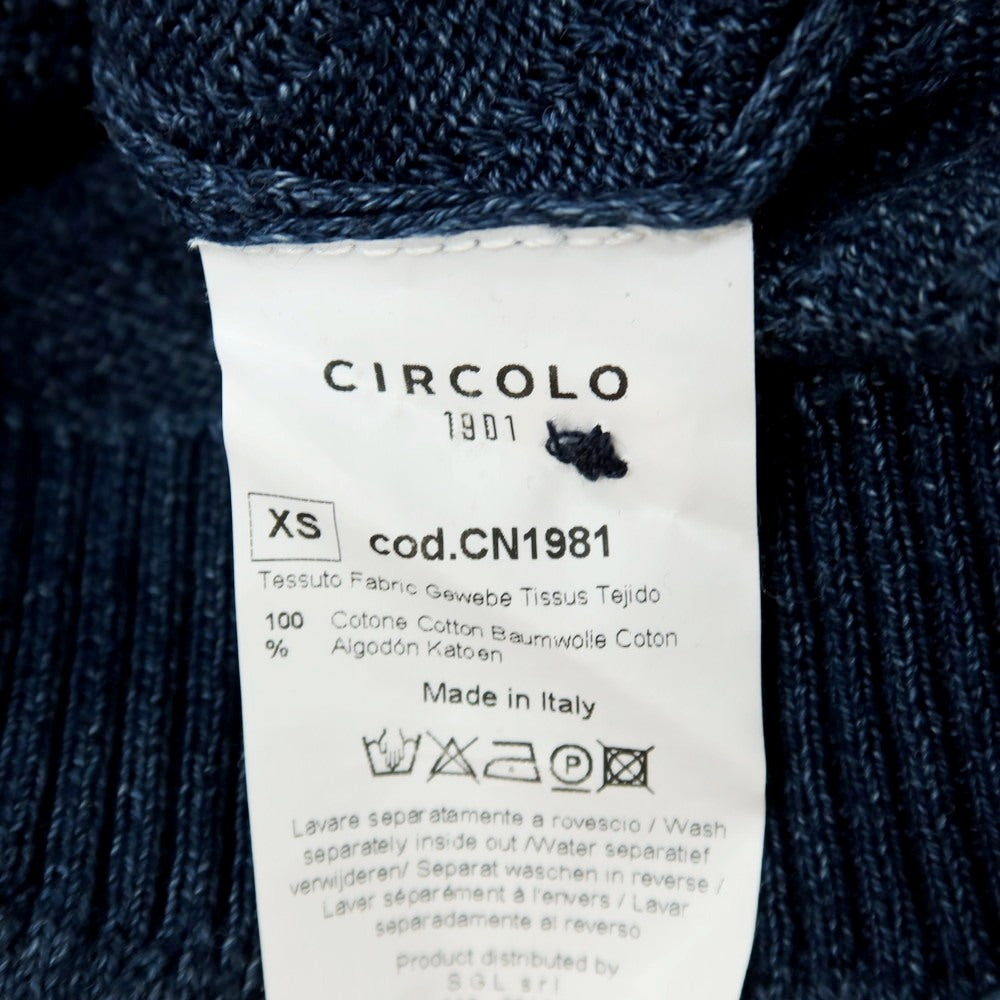 CIRCOLO
1901
XS
cod.CN1981
Tessuto Fabric Gewebe Tissus Tejido
100 % Cotone Cotton Baumwolle Coton
Algodón Katoen
Made in Italy
P
Lavare separatamente a rovescio / Wash
separately inside out /Water separatief
verwijderen/ Separat waschen in reverse /
Laver séparément à l'envers / Lavar
separadamente al reverso
product distributed by
SGL srl